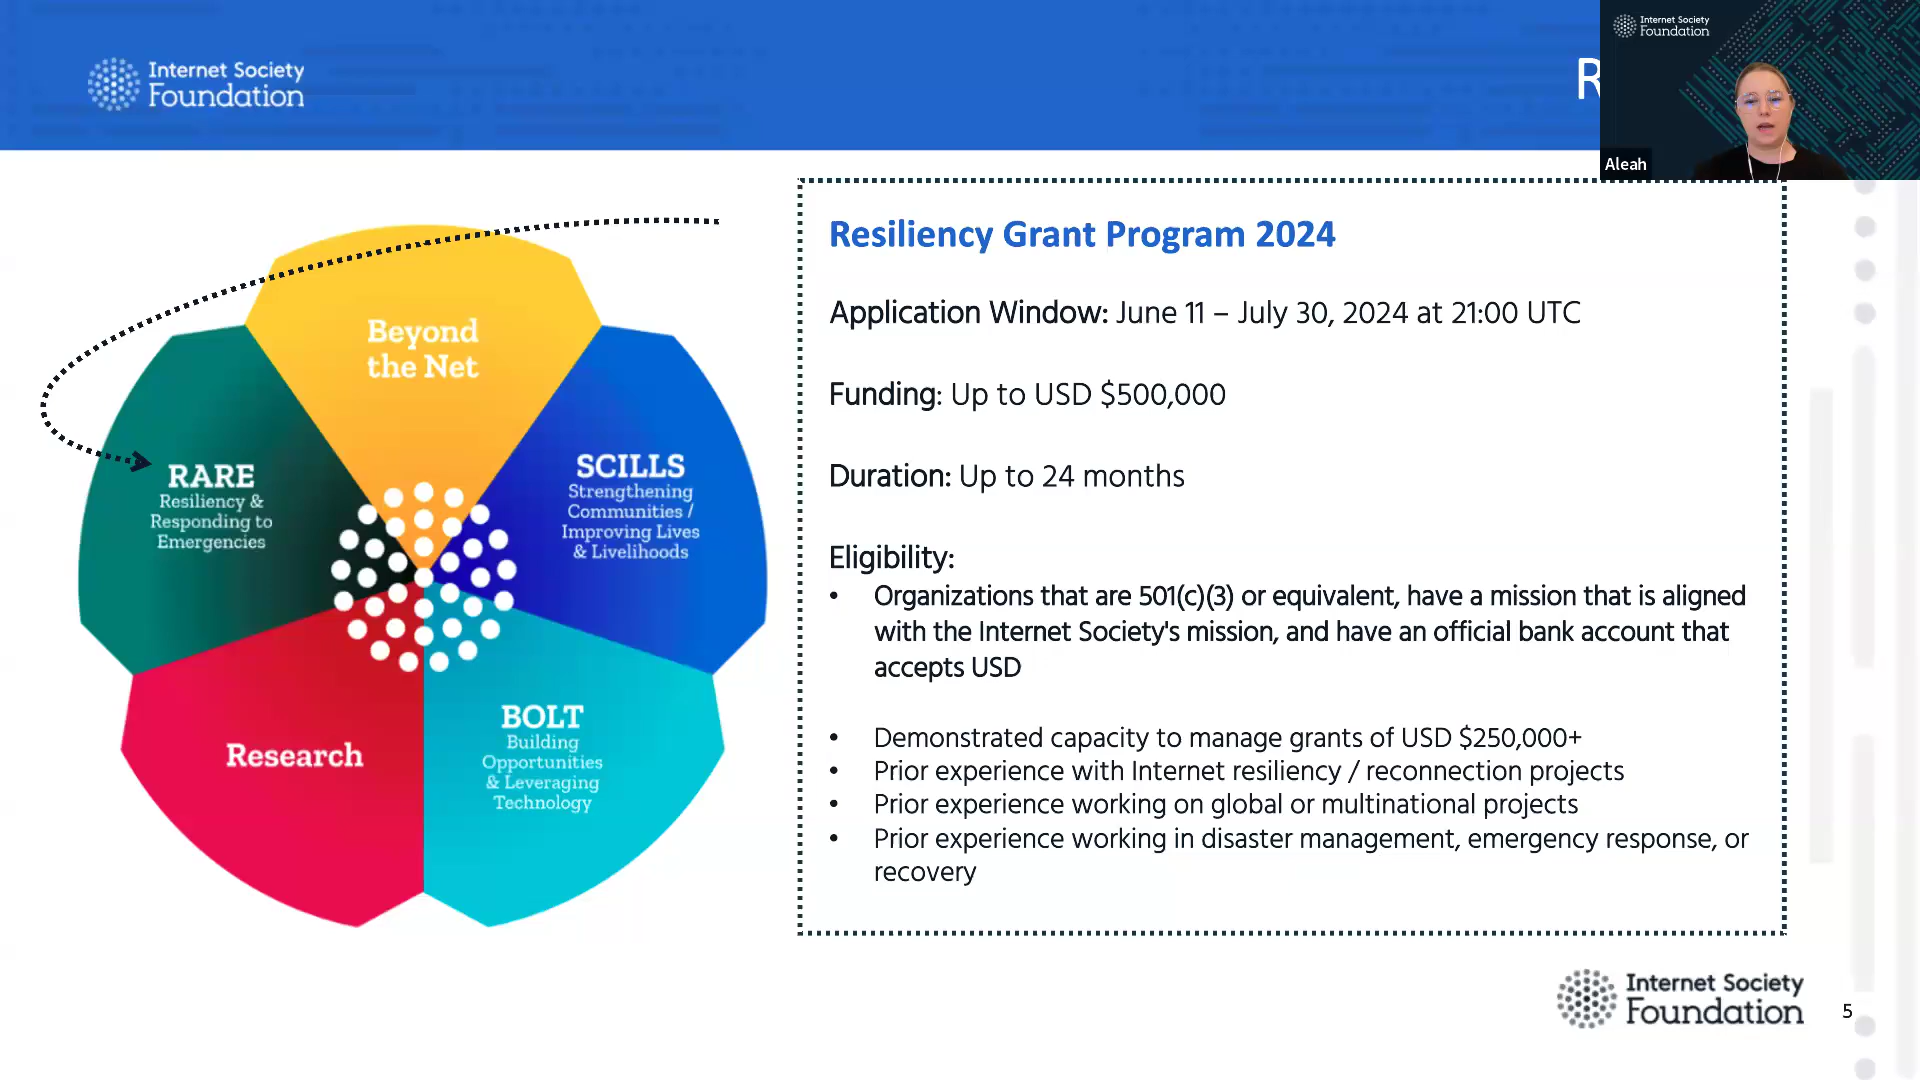 Internet Society
Foundation
R
Internet Society
Foundation
Aleah
Resiliency Grant Program 2024
Application Window: June 11 – July 30, 2024 at 21:00 UTC
Funding: Up to USD $500,000
Duration: Up to 24 months
Eligibility:
• Organizations that are 501(c)(3) or equivalent, have a mission that is aligned
with the Internet Society's mission, and have an official bank account that
accepts USD
• Demonstrated capacity to manage grants of USD $250,000+
• Prior experience with Internet resiliency / reconnection projects
• Prior experience working on global or multinational projects
• Prior experience working in disaster management, emergency response, or
recovery
Beyond
the Net
RARE
Resiliency &
Responding to
Emergencies
SCILLS
Strengthening
Communities /
Improving Lives
& Livelihoods
Research
BOLT
Building
Opportunities
& Leveraging
Technology
Internet Society
Foundation
5